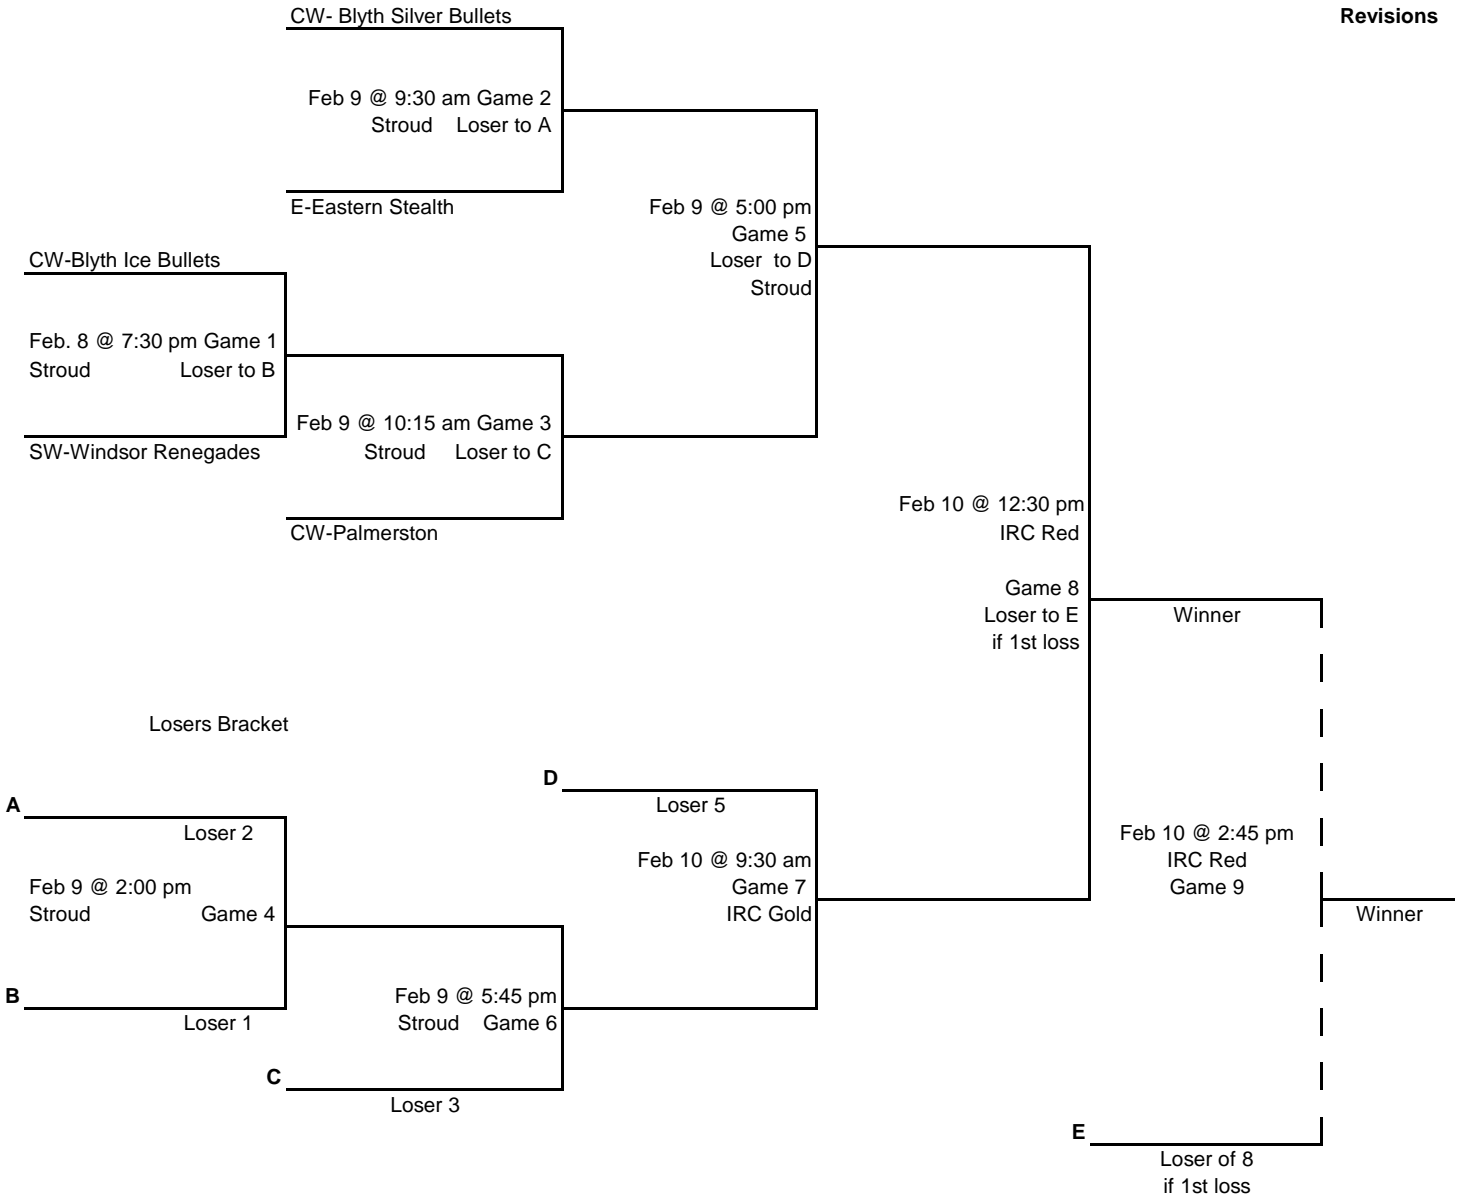 CW- Blyth Silver Bullets
Revisions
Feb 9 @ 9:30 am Game 2
Stroud Loser to A
E-Eastern Stealth
Feb 9 @ 5:00 pm
Game 5
Loser to D
Stroud
CW-Blyth Ice Bullets
Feb. 8 @ 7:30 pm Game 1
Stroud Loser to B
SW-Windsor Renegades
Feb 9 @ 10:15 am Game 3
Stroud Loser to C
CW-Palmerston
Feb 10 @ 12:30 pm
IRC Red
Game 8
Loser to E
if 1st loss
Winner
Losers Bracket
A
Loser 2
Feb 9 @ 2:00 pm
Stroud Game 4
B
Loser 1
D
Loser 5
Feb 10 @ 9:30 am
Game 7
IRC Gold
Feb 9 @ 5:45 pm
Stroud Game 6
C
Loser 3
Feb 10 @ 2:45 pm
IRC Red
Game 9
Winner
E
Loser of 8
if 1st loss